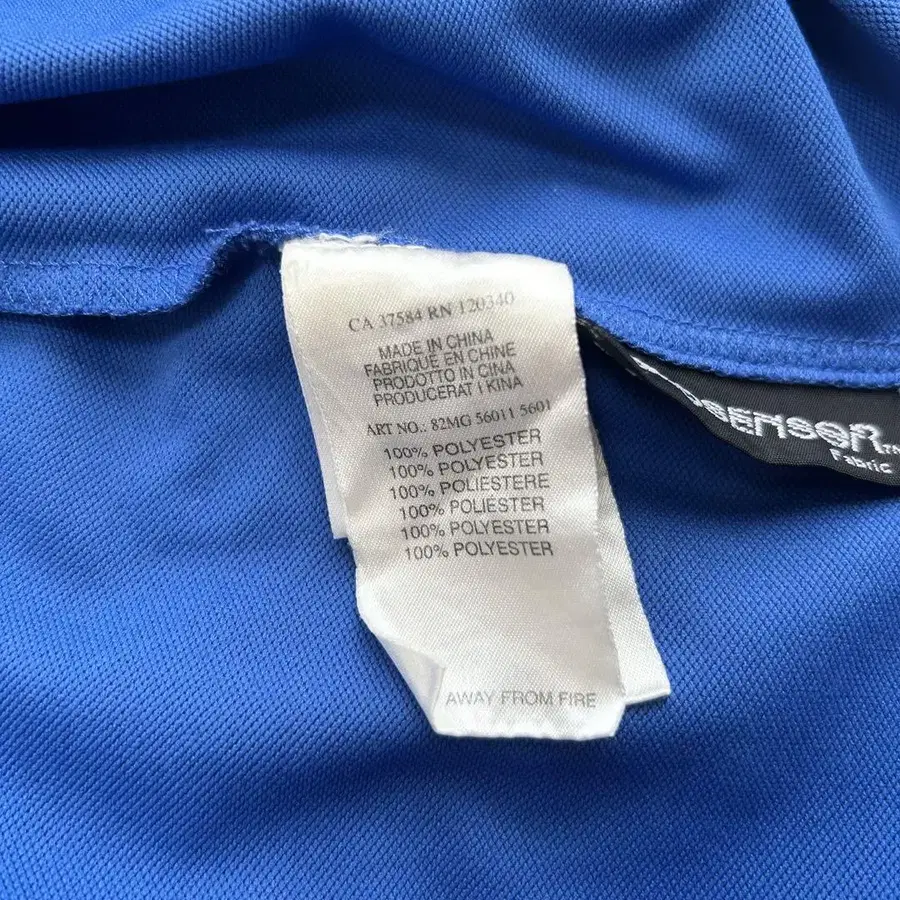 CA 37584 RN 120340
MADE IN CHINA
FABRIQUE EN CHINE
PRODOTTO IN CINA
PRODUCERAT I KINA
ART NO.: 82MG 56011 5601
100% POLYESTER
100% POLYESTER
100% POLIESTERE
100% POLIÉSTER
100% POLYESTER
100% POLYESTER
AWAY FROM FIRE
Fabric